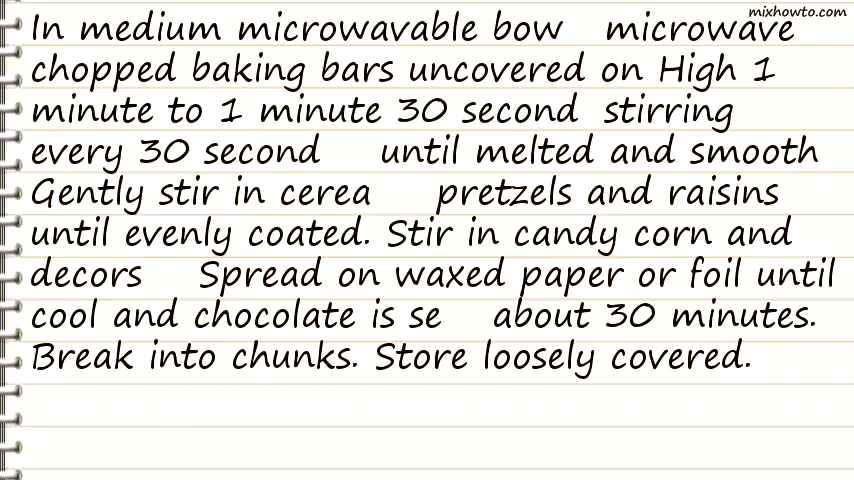 mixhowto.com
In medium microwavable bow microwave
chopped baking bars uncovered on High 1
minute to 1 minute 30 second stirring
every 30 second until melted and smooth
Gently stir in cerea pretzels and raisins
until evenly coated. Stir in candy corn and
decors Spread on waxed paper or foil until
cool and chocolate is se about 30 minutes.
Break into chunks. Store loosely covered.